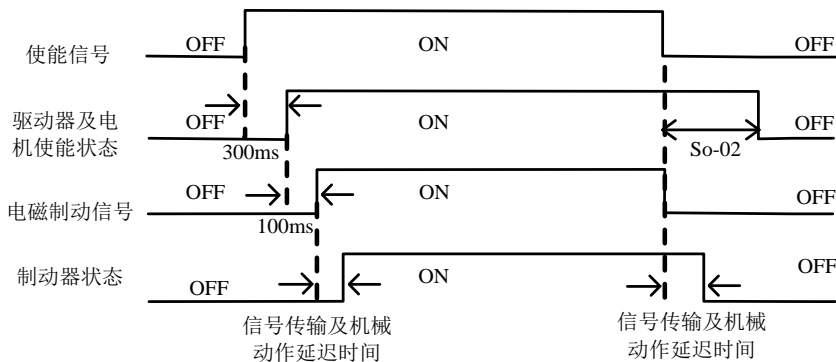 使能信号
OFF
ON
OFF
驱动器及电
机使能状态
OFF
ON
OFF
300ms
So-02
电磁制动信号
OFF
ON
OFF
100ms
制动器状态
OFF
ON
OFF
信号传输及机械
动作延迟时间
信号传输及机械
动作延迟时间